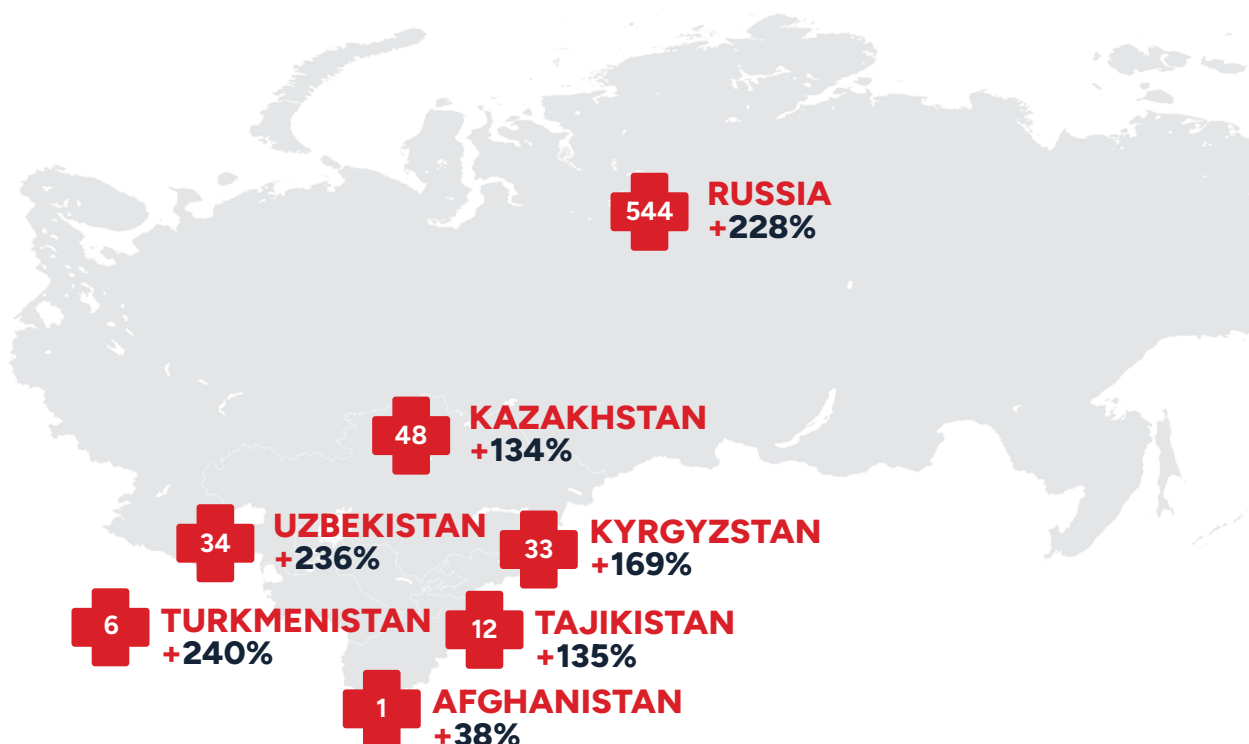 544
RUSSIA
+228%
48
KAZAKHSTAN
+134%
34
UZBEKISTAN
+236%
33
KYRGYZSTAN
+169%
6
TURKMENISTAN
+240%
12
TAJIKISTAN
+135%
1
AFGHANISTAN
+38%